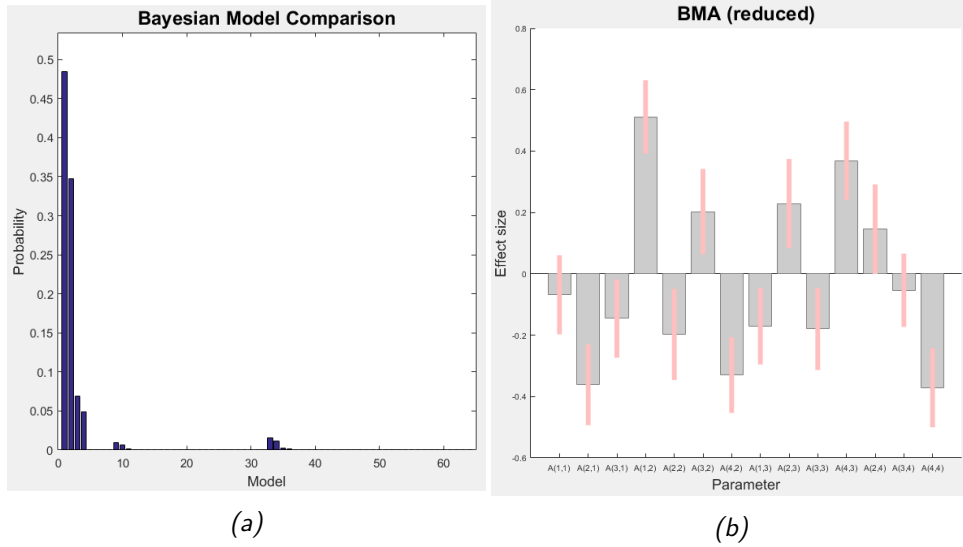 Bayesian Model Comparison
0.5
0.45
0.4
0.35
0.3
0.25
0.2
0.15
0.1
0.05
0
Probability
0 10 20 30 40 50 60
Model
(a)
BMA (reduced)
0.8
0.6
0.4
0.2
0
-0.2
-0.4
-0.6
Effect size
A(1,1) A(2,1) A(3,1) A(1,2) A(2,2) A(3,2) A(4,2) A(1,3) A(2,3) A(3,3) A(4,3) A(2,4) A(3,4) A(4,4)
Parameter
(b)